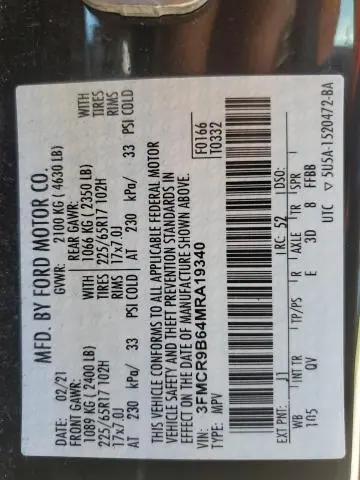 MFD. BY FORD MOTOR CO.
DATE: 02/21 GVWR: 2100 KG ( 4630 LB)
FRONT GAWR: REAR GAWR:
1089 KG ( 2400 LB) WITH 1066 KG ( 2350 LB) WITH
225/65R17 102H TIRES 225/65R17 102H TIRES
17x7.0J RIMS 17x7.0J RIMS
AT 230 kPa/ 33 PSI COLD AT 230 kPa/ 33 PSI COLD
THIS VEHICLE CONFORMS TO ALL APPLICABLE FEDERAL MOTOR
VEHICLE SAFETY AND THEFT PREVENTION STANDARDS IN
EFFECT ON THE DATE OF MANUFACTURE SHOWN ABOVE.
VIN: 3FMCR9B64MRA19340 F0166
TYPE: MPV T0332
EXT PNT: J1 RC: 52 DSO:
WB INT TR TP/PS R AXLE TR SPR
105 QV E 3D 8 FFBB
UTC ▽ 5U5A-1520472-BA